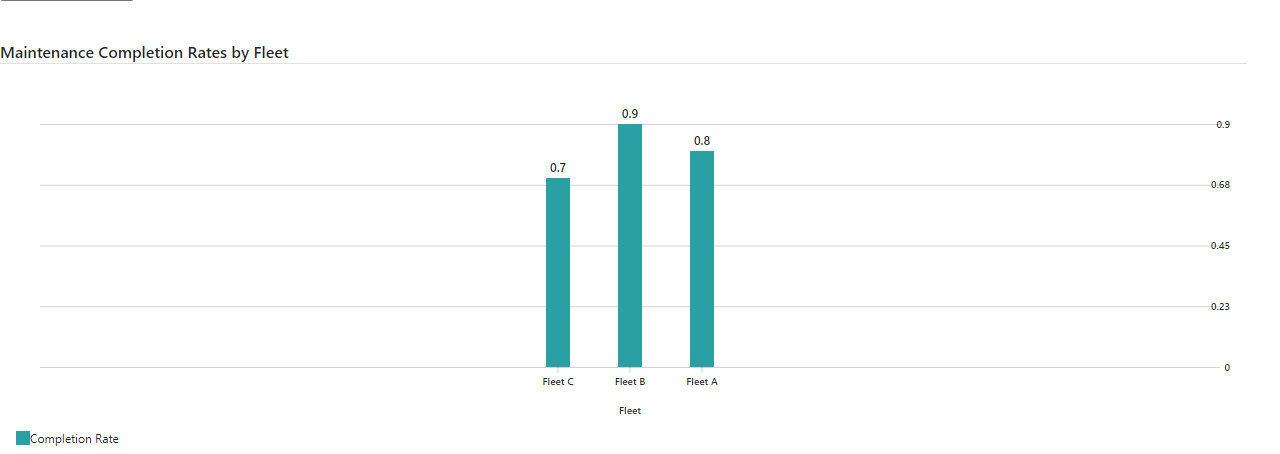 Maintenance Completion Rates by Fleet
0.9
0.9
0.8
0.7
0.68
0.45
0.23
0
Fleet C Fleet B Fleet A
Fleet
Completion Rate